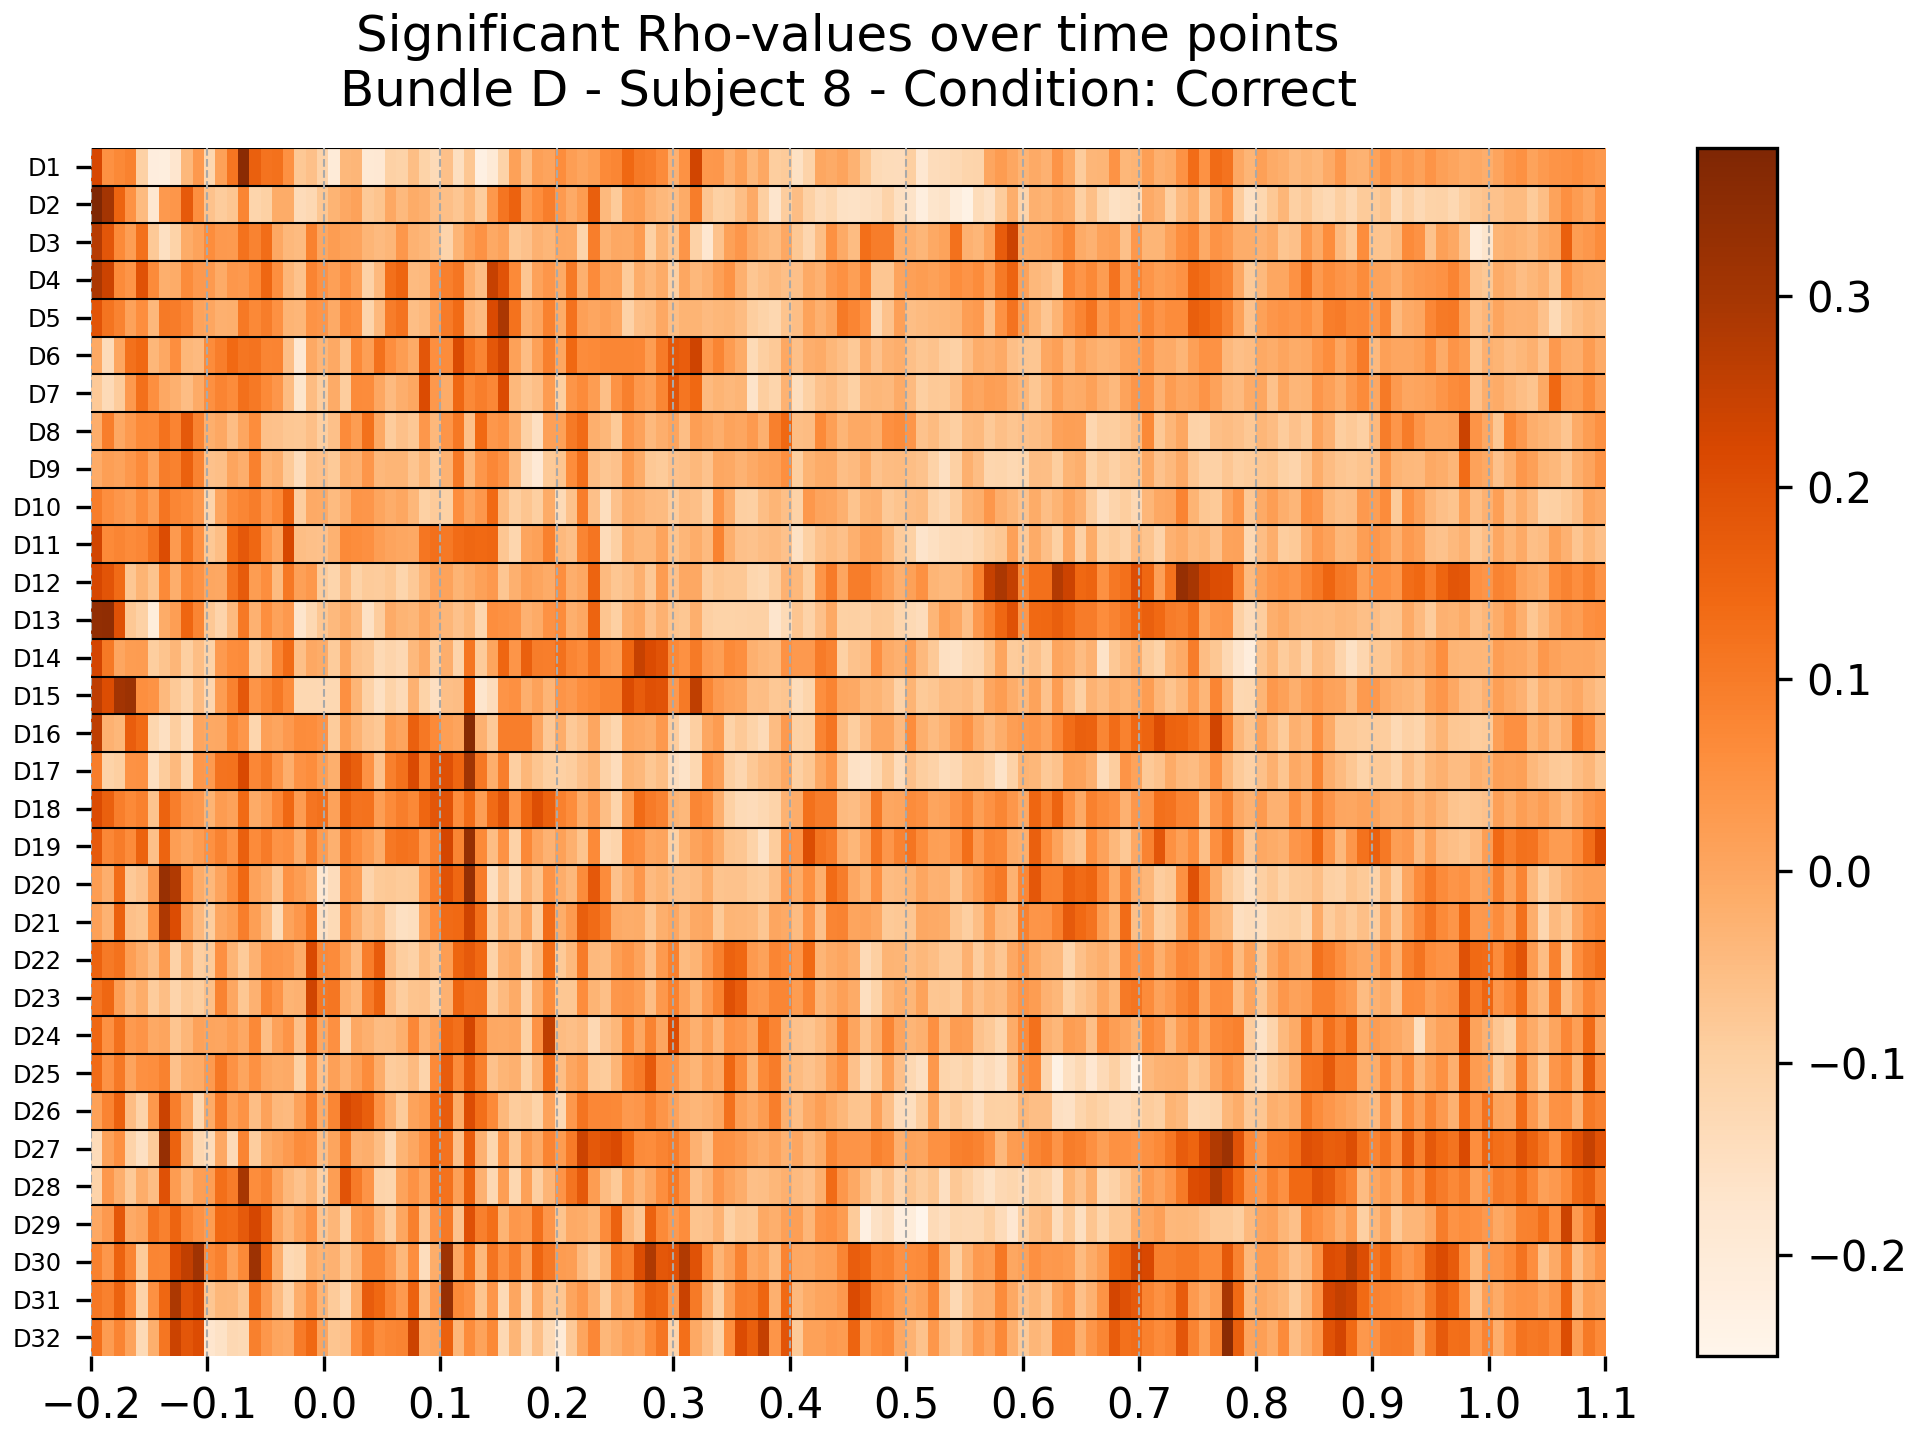 Significant Rho-values over time points
Bundle D - Subject 8 - Condition: Correct
D1
D2
D3
D4
D5
D6
D7
D8
D9
D10
D11
D12
D13
D14
D15
D16
D17
D18
D19
D20
D21
D22
D23
D24
D25
D26
D27
D28
D29
D30
D31
D32
−0.2 −0.1 0.0 0.1 0.2 0.3 0.4 0.5 0.6 0.7 0.8 0.9 1.0 1.1
0.3
0.2
0.1
0.0
−0.1
−0.2